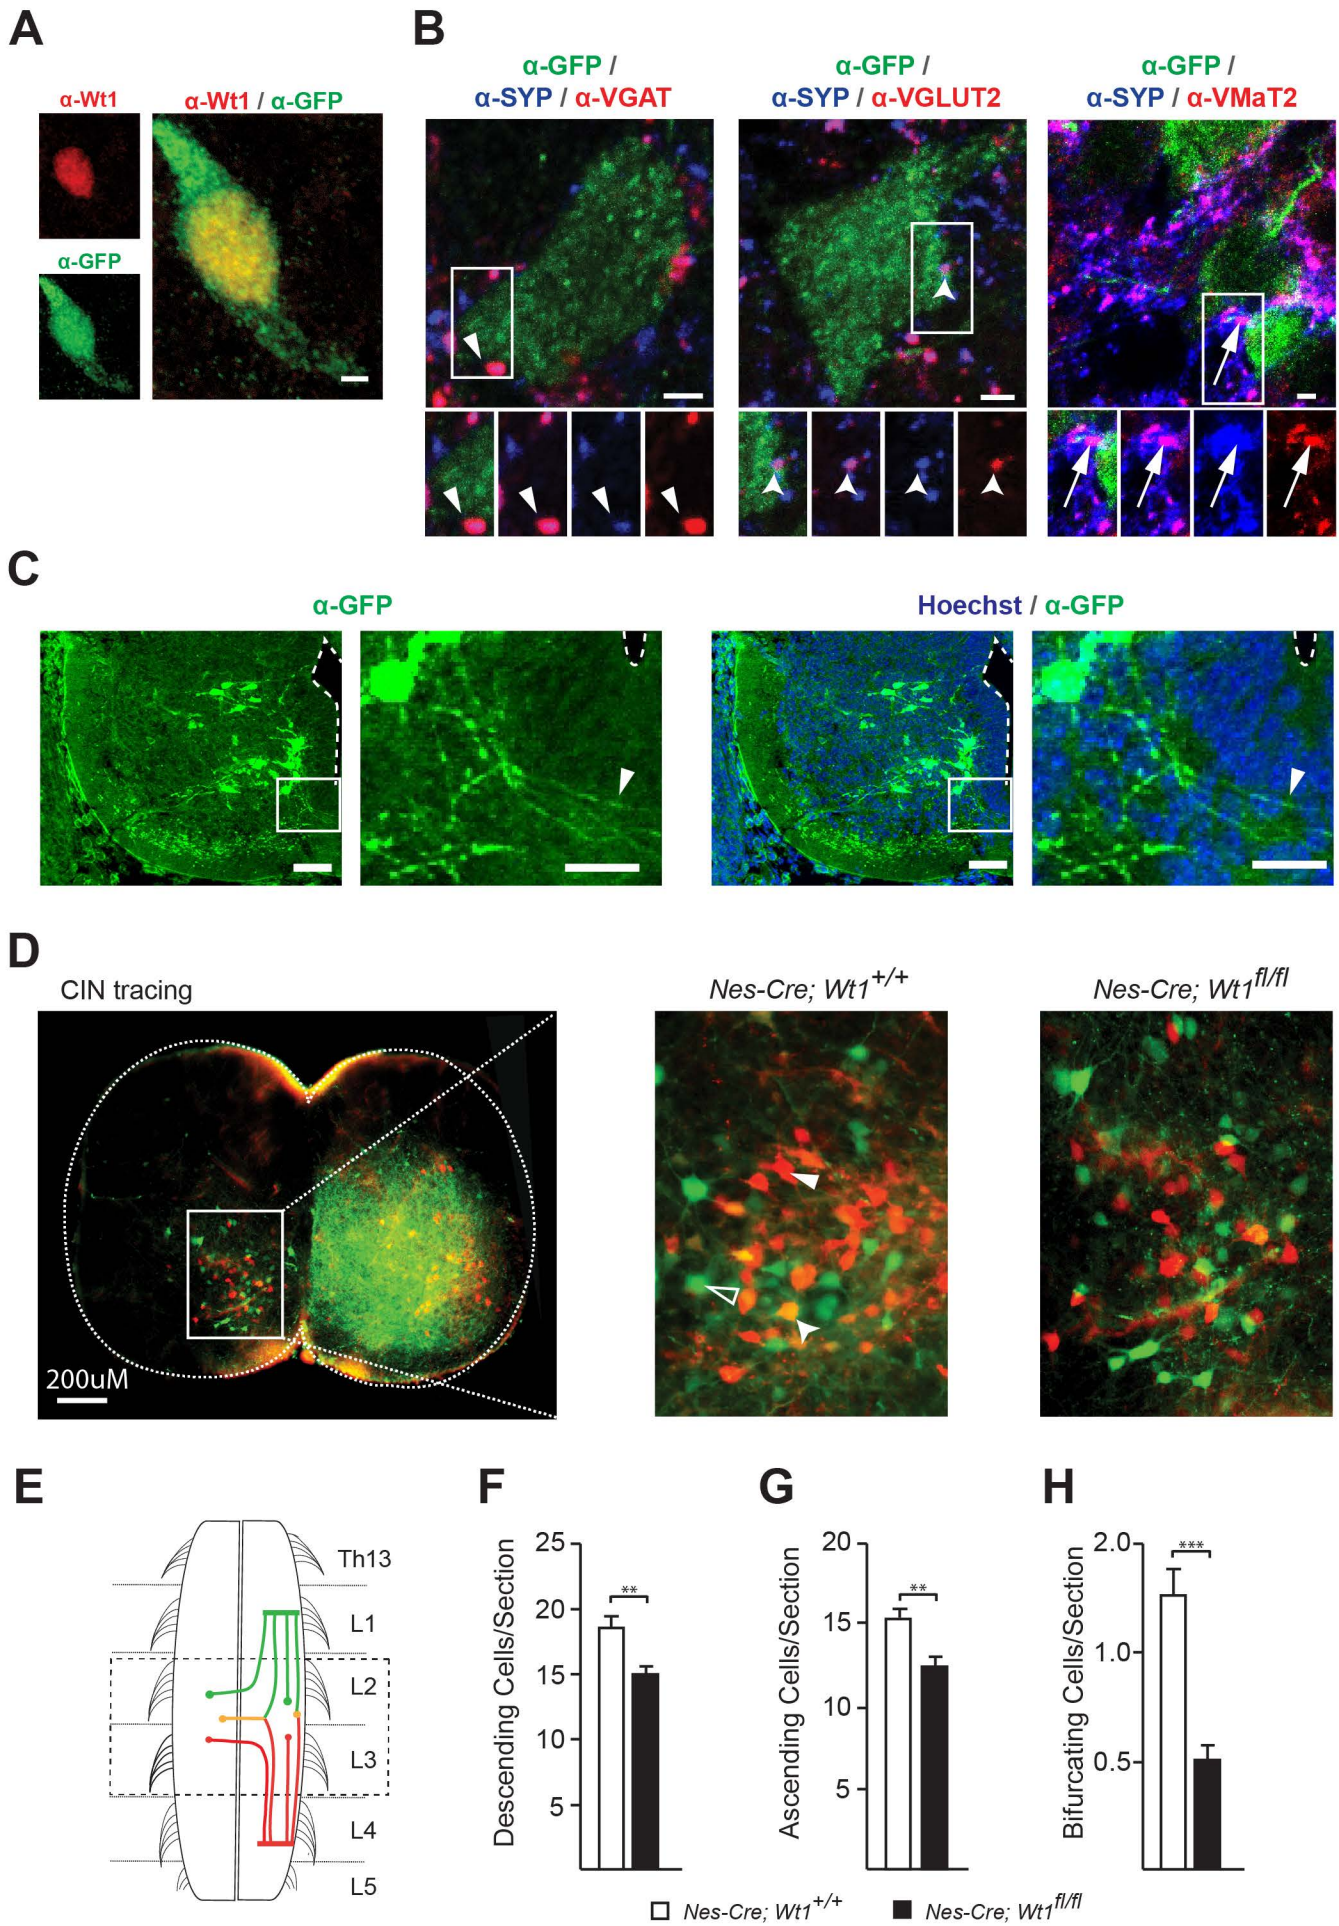 A
α-Wt1
α-Wt1 / α-GFP
α-GFP
B
α-GFP /
α-SYP / α-VGAT
α-GFP /
α-SYP / α-VGLUT2
α-GFP /
α-SYP / α-VMaT2
C
α-GFP
Hoechst / α-GFP
D
CIN tracing
200uM
Nes-Cre; Wt1+/+
Nes-Cre; Wt1fl/fl
E
Th13
L1
L2
L3
L4
L5
F
Descending Cells/Section
25
20
15
10
5
**
G
Ascending Cells/Section
20
15
10
5
**
H
Bifurcating Cells/Section
2.0
1.0
0.5
***
Nes-Cre; Wt1+/+
Nes-Cre; Wt1fl/fl